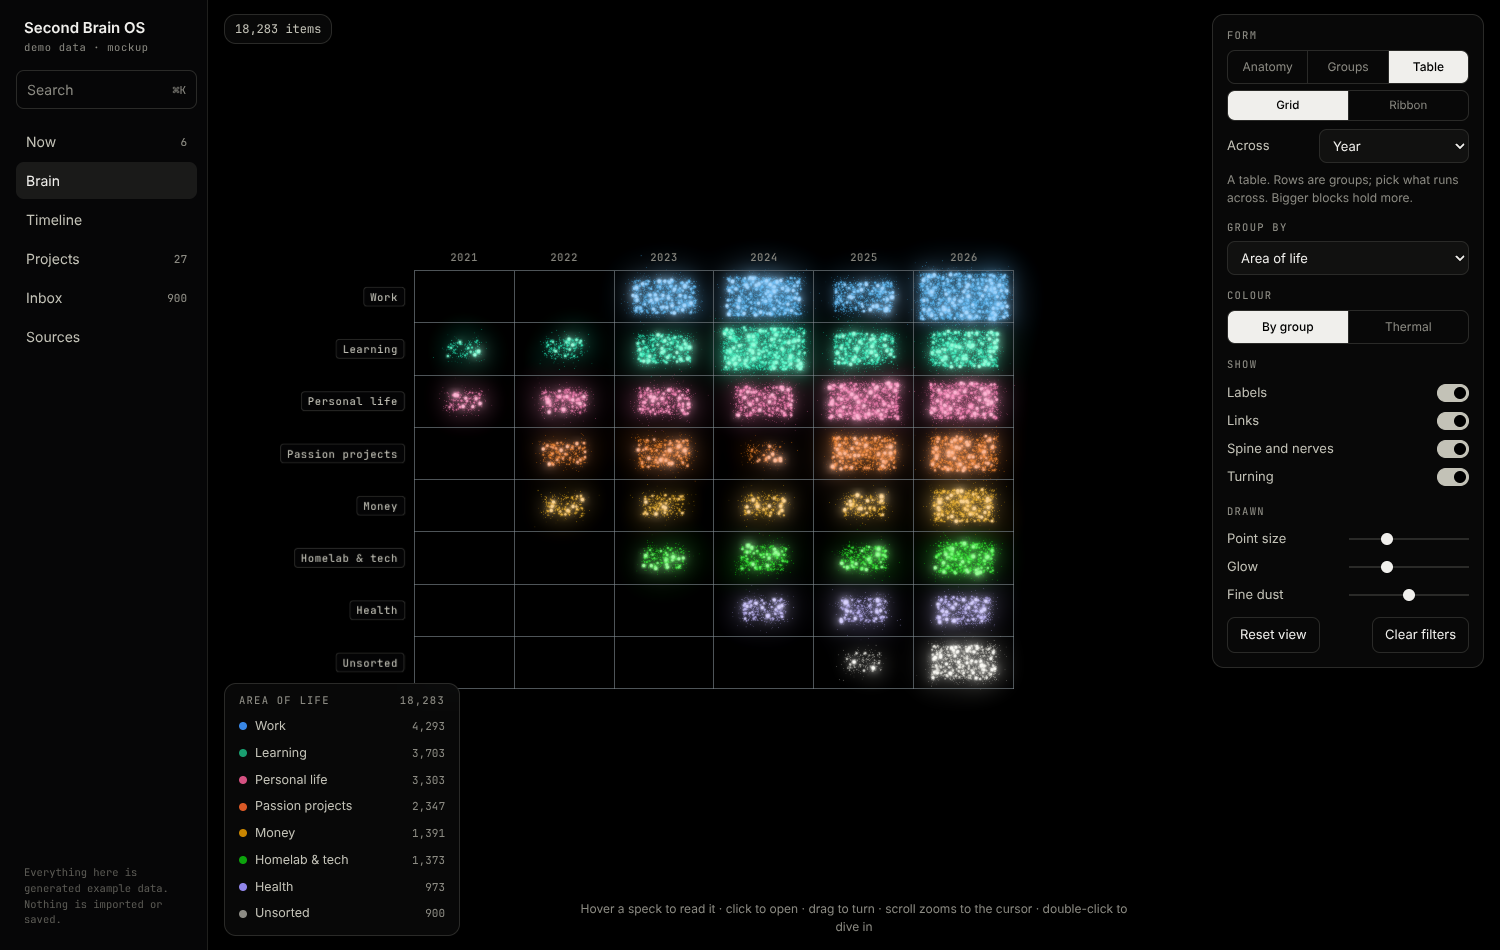 Second Brain OS
demo data · mockup
Search ⌘K
Now 6
Brain
Timeline
Projects 27
Inbox 900
Sources
Everything here is
generated example data.
Nothing is imported or
saved.
18,283 items
2021 2022 2023 2024 2025 2026
Work
Learning
Personal life
Passion projects
Money
Homelab & tech
Health
Unsorted
AREA OF LIFE 18,283
Work 4,293
Learning 3,703
Personal life 3,303
Passion projects 2,347
Money 1,391
Homelab & tech 1,373
Health 973
Unsorted 900
Hover a speck to read it · click to open · drag to turn · scroll zooms to the cursor · double-click to
dive in
FORM
Anatomy Groups Table
Grid Ribbon
Across Year
A table. Rows are groups; pick what runs
across. Bigger blocks hold more.
GROUP BY
Area of life
COLOUR
By group Thermal
SHOW
Labels
Links
Spine and nerves
Turning
DRAWN
Point size
Glow
Fine dust
Reset view Clear filters